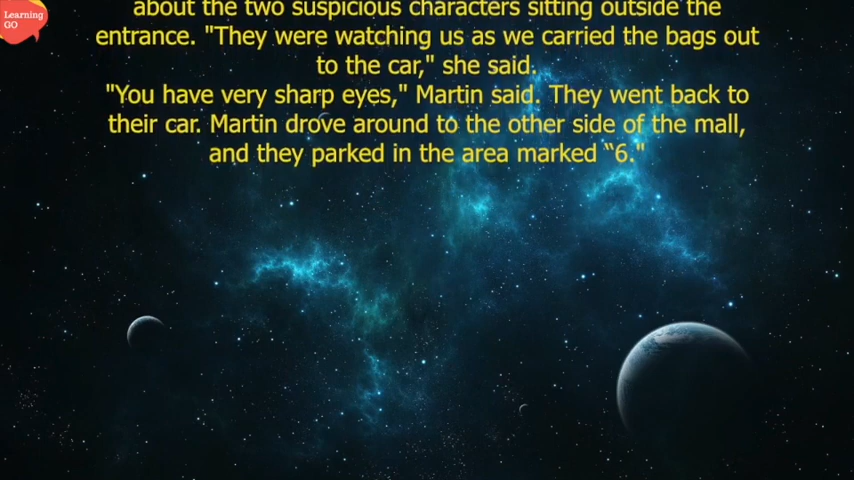 Learning
GO
about the two suspicious characters sitting outside the
entrance. "They were watching us as we carried the bags out
to the car," she said.
"You have very sharp eyes," Martin said. They went back to
their car. Martin drove around to the other side of the mall,
and they parked in the area marked “6."